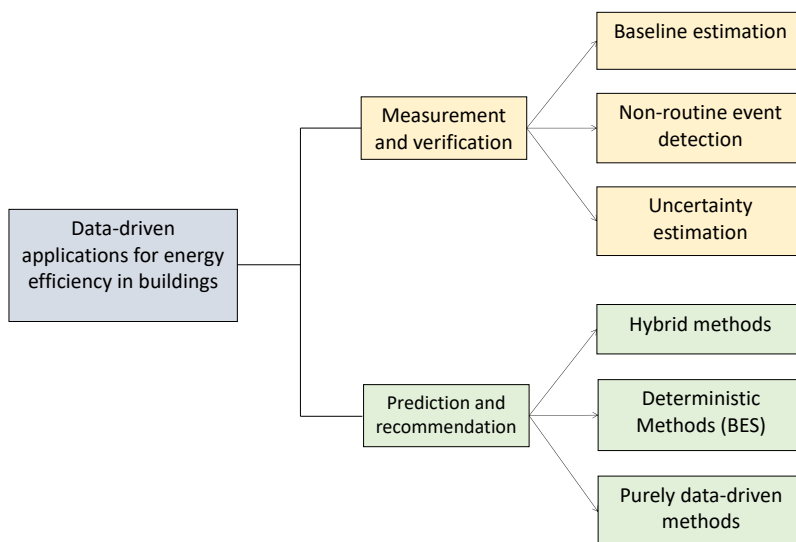 Data-driven
applications for energy
efficiency in buildings
Measurement
and verification
Baseline estimation
Non-routine event
detection
Uncertainty
estimation
Prediction and
recommendation
Hybrid methods
Deterministic
Methods (BES)
Purely data-driven
methods